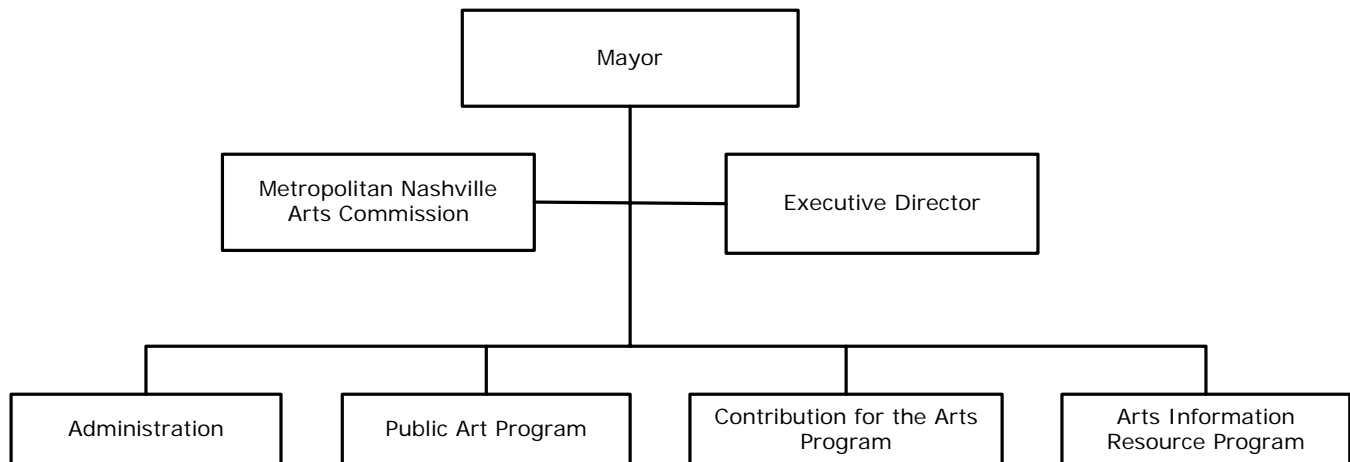 Mayor
Metropolitan Nashville
Arts Commission
Executive Director
Administration
Public Art Program
Contribution for the Arts
Program
Arts Information
Resource Program